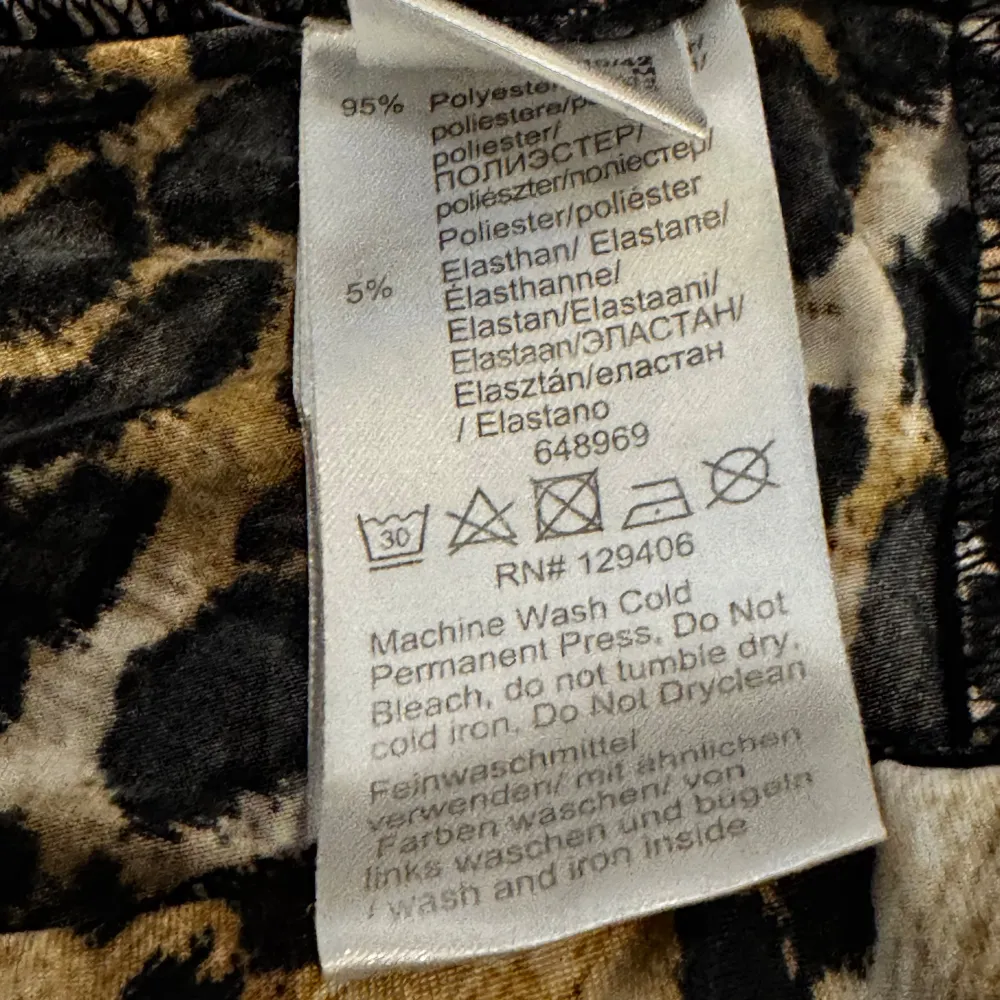 95% Polyester
poliestere/
poliester/
ПОЛИЭСТЕР/
poliészter/полиестер/
Poliester/poliéster
5% Elasthan/ Elastane/
Élasthanne/
Elastan/Elastaani/
Elastaan/ЭЛАСТАН/
Elasztán/еластан
/ Elastano
648969
30
RN# 129406
Machine Wash Cold
Permanent Press. Do Not
Bleach, do not tumble dry.
cold iron. Do Not Dryclean
Feinwaschmittel
verwenden/ mit ähnlichen
Farben waschen/ von
links waschen und bügeln
/ wash and iron inside